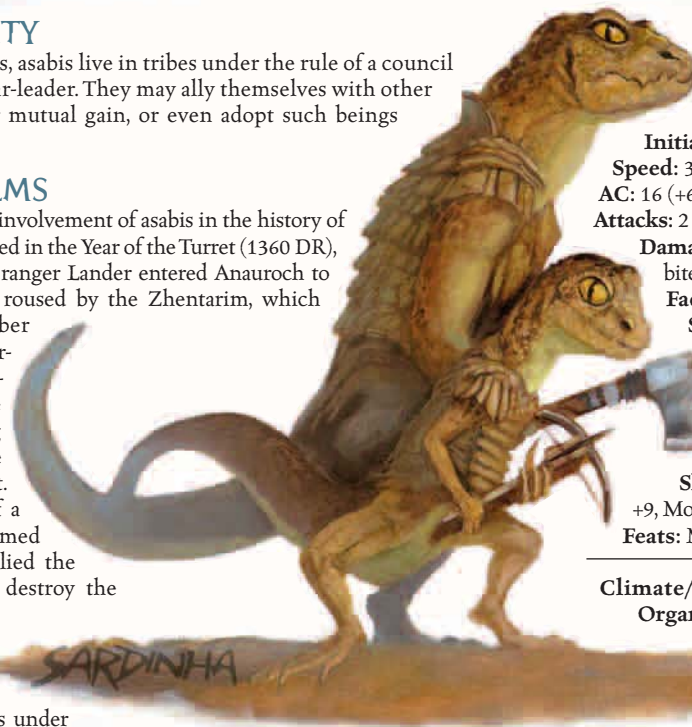 TY
s, asabis live in tribes under the rule of a council
r-leader. They may ally themselves with other
mutual gain, or even adopt such beings
LMS
involvement of asabis in the history of
ed in the Year of the Turret (1360 DR),
ranger Lander entered Anauroch to
roused by the Zhentarim, which
ber
r-
-
t.
f a
med
lied the
destroy the
s under
SARDINHA
Initia
Speed: 3
AC: 16 (+6
Attacks: 2
Dama
bite
Fac
S
S
+9, Mo
Feats: N
Climate/
Organ